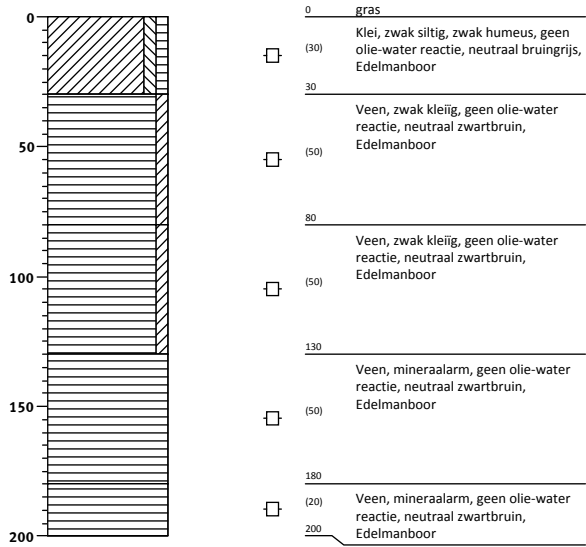 0
50
100
150
200
0 gras
(30) Klei, zwak siltig, zwak humeus, geen
olie-water reactie, neutraal bruingrijs,
Edelmanboor
30
Veen, zwak kleiïg, geen olie-water
reactie, neutraal zwartbruin,
(50) Edelmanboor
80
Veen, zwak kleiïg, geen olie-water
reactie, neutraal zwartbruin,
(50) Edelmanboor
130
Veen, mineraalarm, geen olie-water
reactie, neutraal zwartbruin,
(50) Edelmanboor
180
(20) Veen, mineraalarm, geen olie-water
reactie, neutraal zwartbruin,
200 Edelmanboor